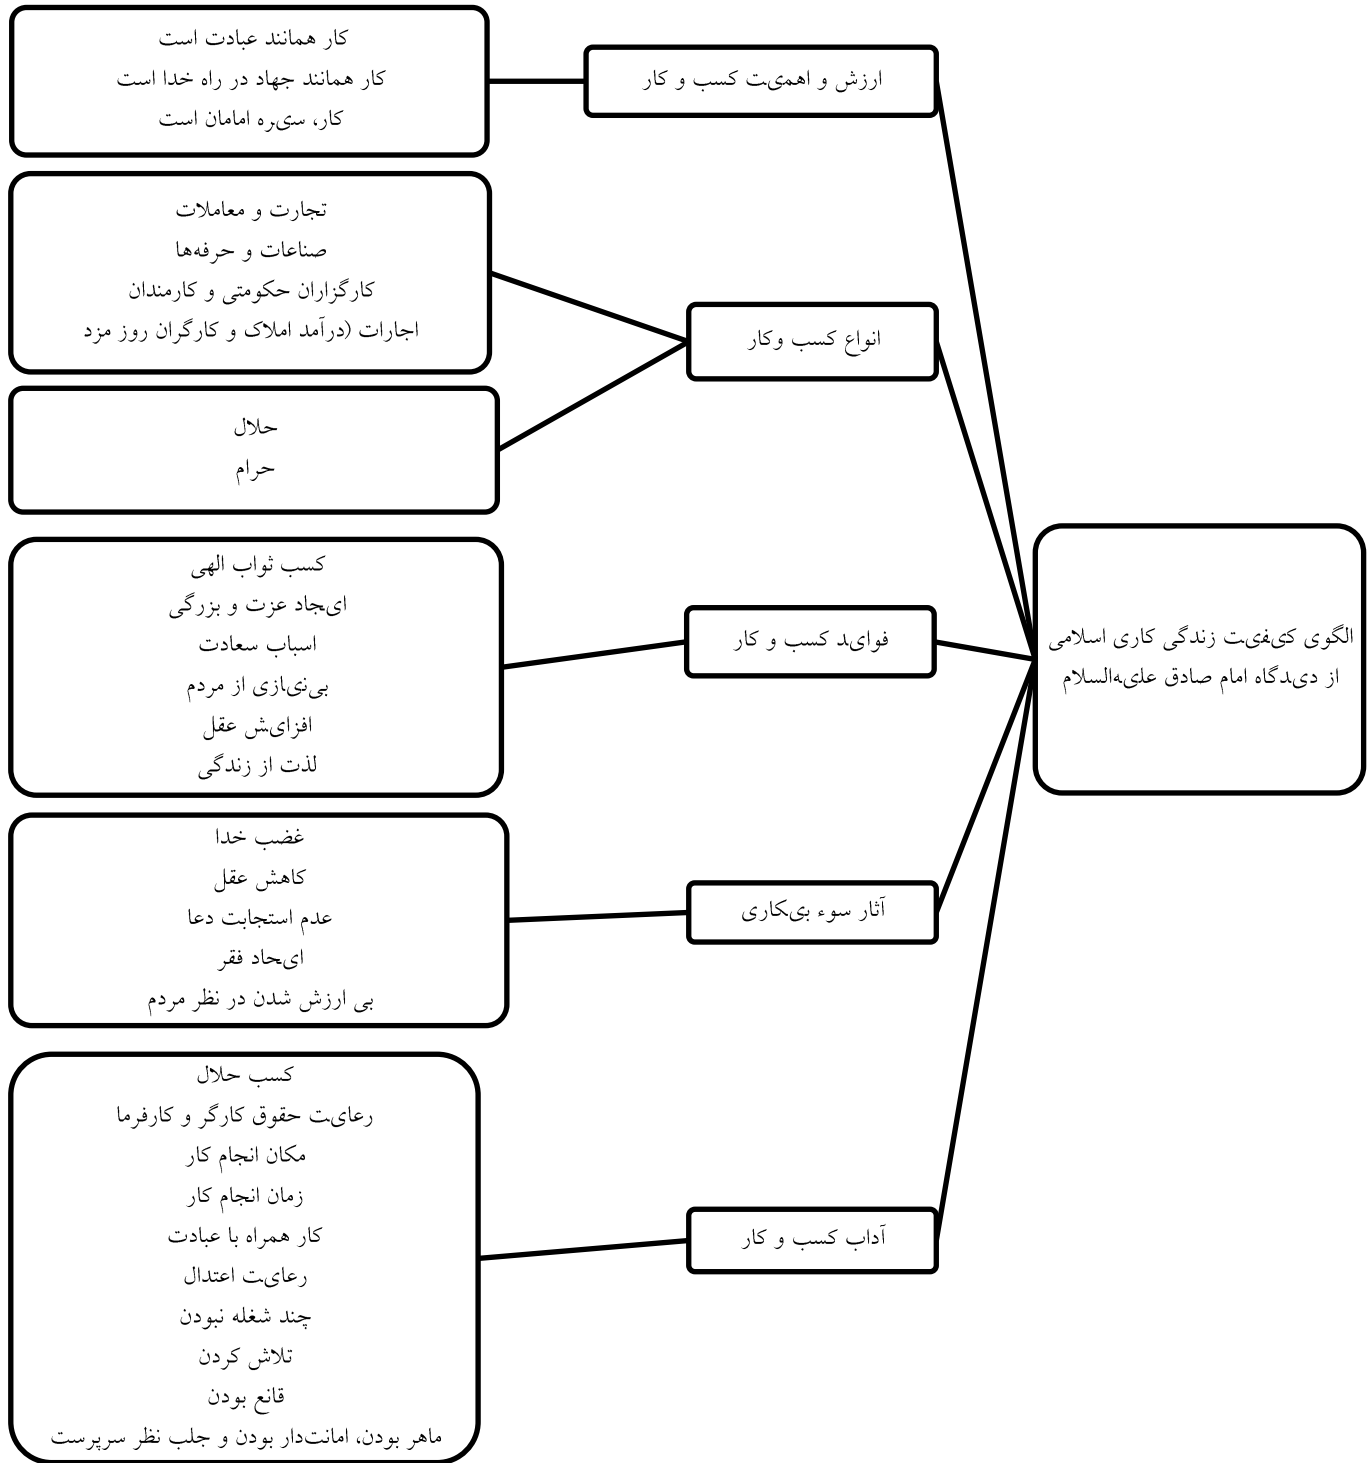 الگوی کیفیت زندگی کاری اسلامی
از دیدگاه امام صادق علیه‌السلام
ارزش و اهمیت کسب و کار
کار همانند عبادت است
کار همانند جهاد در راه خدا است
کار، سیره امامان است
انواع کسب وکار
تجارت و معاملات
صناعات و حرفه‌ها
کارگزاران حکومتی و کارمندان
اجارات (درآمد املاک و کارگران روز مزد
حلال
حرام
فواید کسب و کار
کسب ثواب الهی
ایجاد عزت و بزرگی
اسباب سعادت
بی‌نیازی از مردم
افزایش عقل
لذت از زندگی
آثار سوء بیکاری
غضب خدا
کاهش عقل
عدم استجابت دعا
ایحاد فقر
بی ارزش شدن در نظر مردم
آداب کسب و کار
کسب حلال
رعایت حقوق کارگر و کارفرما
مکان انجام کار
زمان انجام کار
کار همراه با عبادت
رعایت اعتدال
چند شغله نبودن
تلاش کردن
قانع بودن
ماهر بودن، امانت‌دار بودن و جلب نظر سرپرست